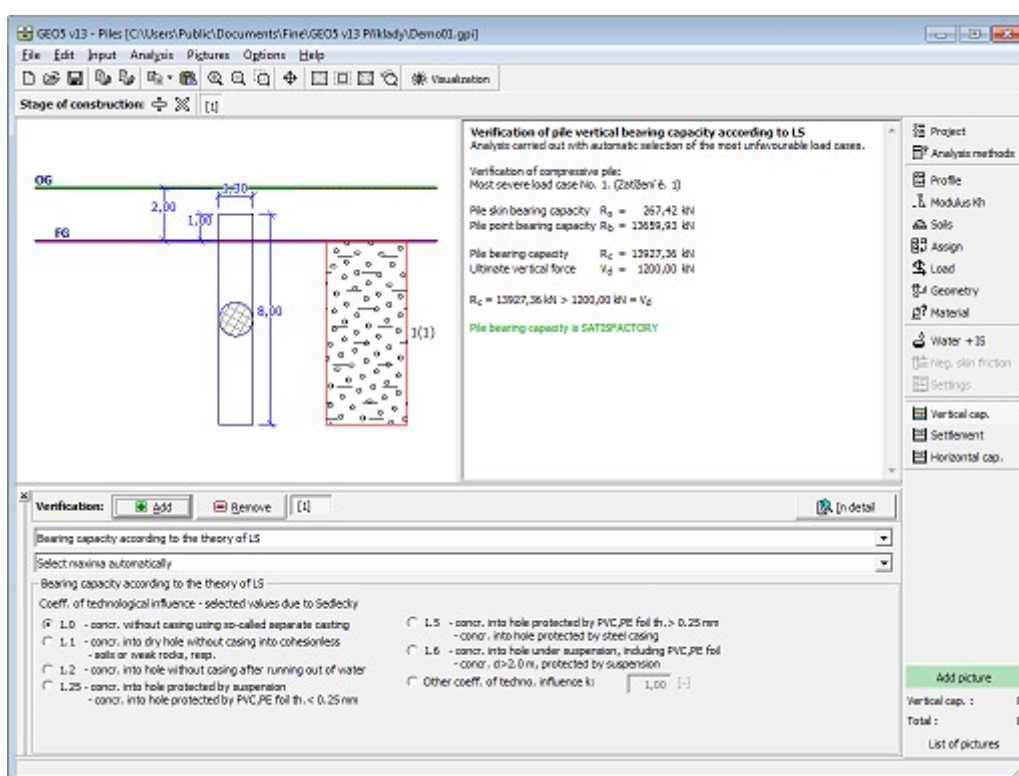 GEO5 v13 - Piles [C:\Users\Public\Documents\Fine\GEO5 v13 Příklady\Demo01.gpi]
File Edit Input Analysis Pictures Options Help
Visualization
Stage of construction: [1]
OG
1,30
2,00
1,00
FG
8,00
1(1)
Verification of pile vertical bearing capacity according to LS
Analysis carried out with automatic selection of the most unfavourable load cases.
Verification of compressive pile:
Most severe load case No. 1. (Zatížení č. 1)
Pile skin bearing capacity Rs = 267,42 kN
Pile point bearing capacity Rb = 13659,93 kN
Pile bearing capacity Rc = 13927,36 kN
Ultimate vertical force Vd = 1200,00 kN
Rc = 13927,36 kN > 1200,00 kN = Vd
Pile bearing capacity is SATISFACTORY
Project
Analysis methods
Profile
Modulus Kh
Soils
Assign
Load
Geometry
Material
Water + IS
Neg. skin friction
Settings
Vertical cap.
Settlement
Horizontal cap.
Verification: Add Remove [1] In detail
Bearing capacity according to the theory of LS
Select maxima automatically
Bearing capacity according to the theory of LS
Coeff. of technological influence - selected values due to Sedlecky
1.0 - concr. without casing using so-called separate casting
1.1 - concr. into dry hole without casing into cohesionless
- soils or weak rocks, resp.
1.2 - concr. into hole without casing after running out of water
1.25 - concr. into hole protected by suspension
- concr. into hole protected by PVC,PE foil th.< 0.25 mm
1.5 - concr. into hole protected by PVC,PE foil th.> 0.25 mm
- concr. into hole protected by steel casing
1.6 - concr. into hole under suspension, including PVC,PE foil
- concr. d>2.0 m, protected by suspension
Other coeff. of techno. influence k: 1,00 [-]
Add picture
Vertical cap. :
Total :
List of pictures